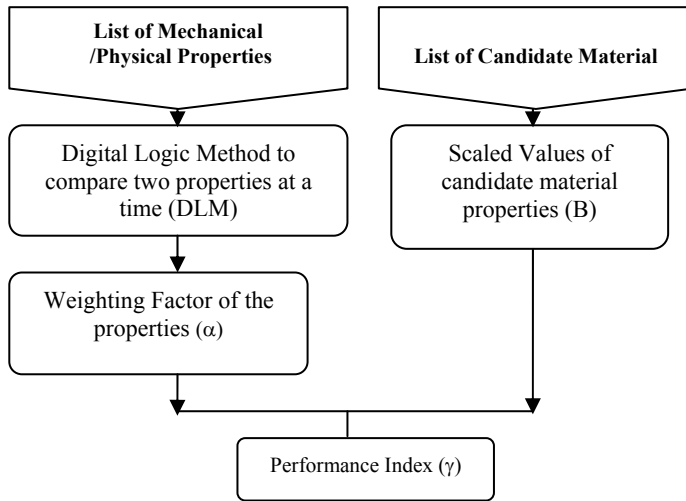 List of Mechanical
/Physical Properties
List of Candidate Material
Digital Logic Method to
compare two properties at a
time (DLM)
Scaled Values of
candidate material
properties (B)
Weighting Factor of the
properties (α)
Performance Index (γ)